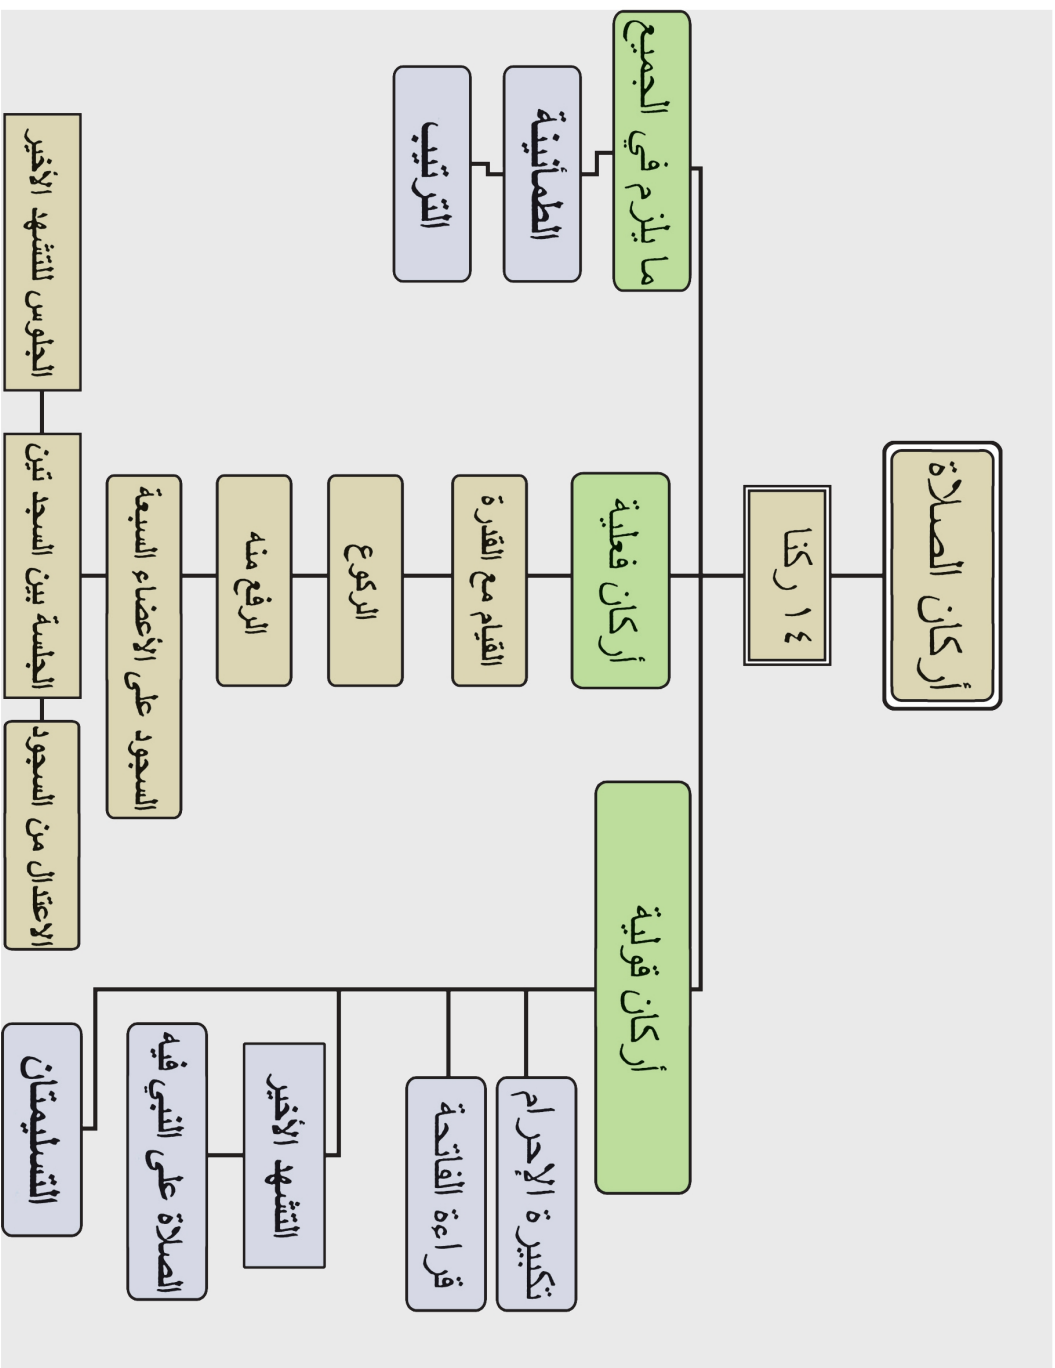 أركان الصلاة
١٤ ركنا
أركان قولية
تكبيرة الإحرام
قراءة الفاتحة
التشهد الأخير
الصلاة على النبي فيه
التسليمتان
أركان فعلية
القيام مع القدرة
الركوع
الرفع منه
السجود على الأعضاء السبعة
الاعتدال من السجود
الجلسة بين السجد تين
الجلوس للتشهد الأخير
ما يلزم في الجميع
الطمأنينة
الترتيب